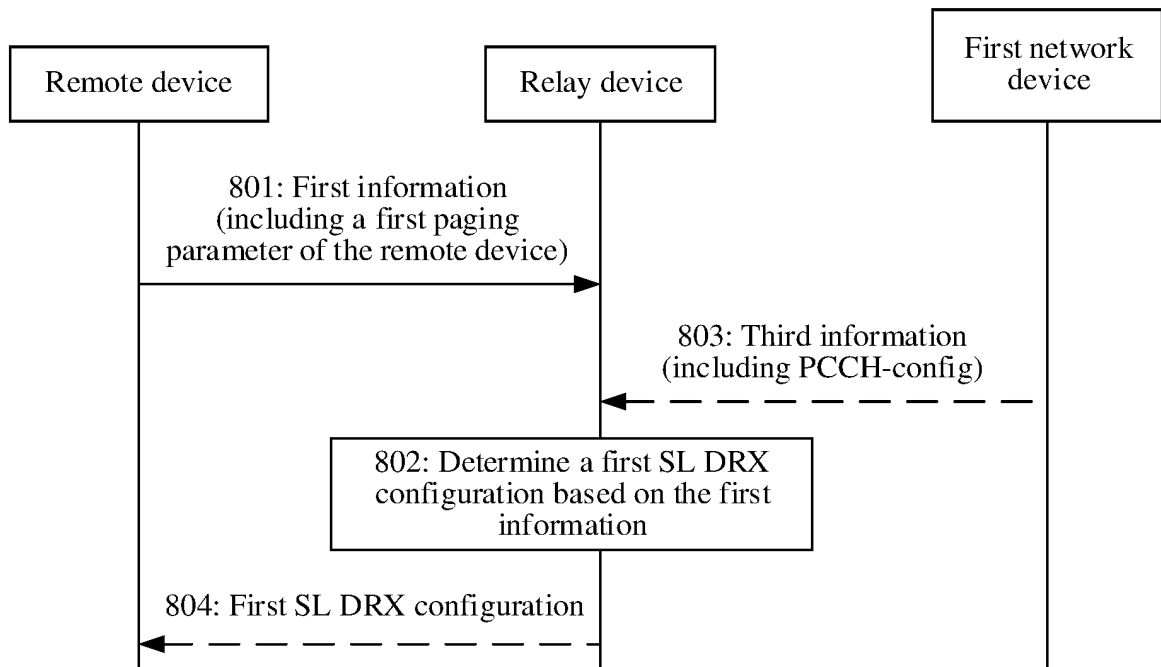 Remote device
Relay device
First network
device
801: First information
(including a first paging
parameter of the remote device)
803: Third information
(including PCCH-config)
802: Determine a first SL DRX
configuration based on the first
information
804: First SL DRX configuration